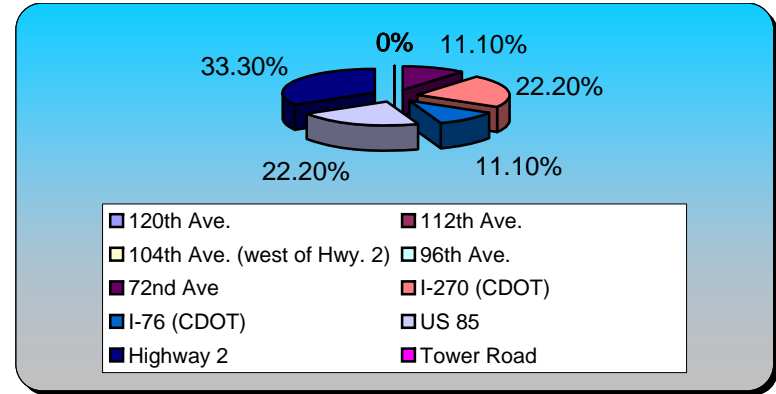 0% 11.10%
33.30% 22.20%
22.20% 11.10%
120th Ave. 112th Ave.
104th Ave. (west of Hwy. 2) 96th Ave.
72nd Ave I-270 (CDOT)
I-76 (CDOT) US 85
Highway 2 Tower Road